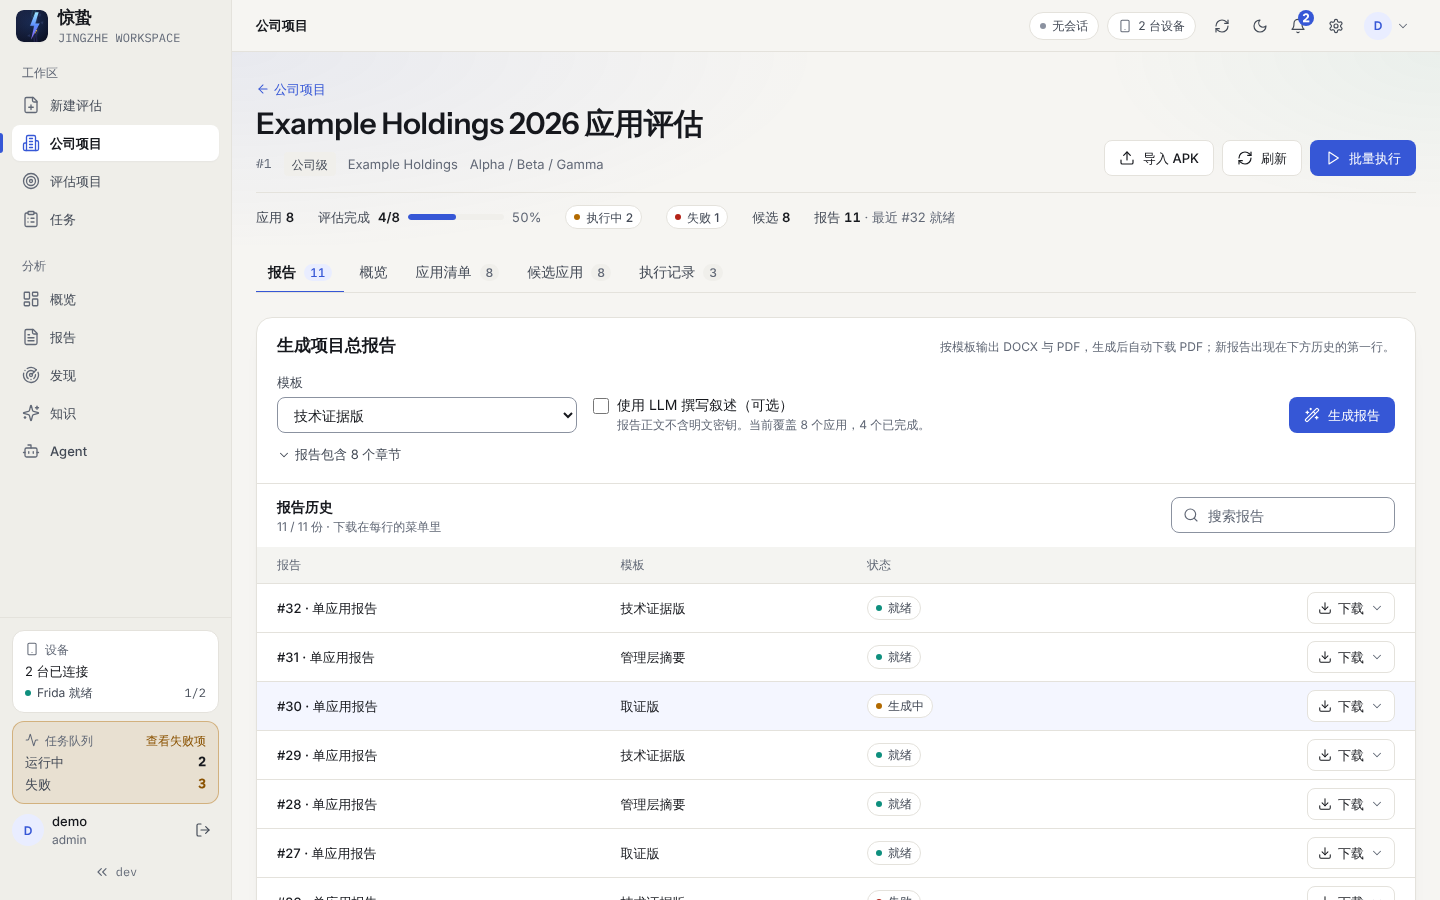 惊蛰
JINGZHE WORKSPACE
工作区
新建评估
公司项目
评估项目
任务
分析
概览
报告
发现
知识
Agent
设备
2 台已连接
Frida 就绪 1/2
任务队列 查看失败项
运行中 2
失败 3
D demo
admin
dev
公司项目
无会话
2 台设备
2
D
公司项目
Example Holdings 2026 应用评估
#1 公司级 Example Holdings Alpha / Beta / Gamma
导入 APK
刷新
批量执行
应用 8 评估完成 4/8 50% 执行中 2 失败 1 候选 8 报告 11 · 最近 #32 就绪
报告 11 概览 应用清单 8 候选应用 8 执行记录 3
生成项目总报告
按模板输出 DOCX 与 PDF，生成后自动下载 PDF；新报告出现在下方历史的第一行。
模板
技术证据版
使用 LLM 撰写叙述（可选）
报告正文不含明文密钥。当前覆盖 8 个应用，4 个已完成。
生成报告
报告包含 8 个章节
报告历史
11 / 11 份 · 下载在每行的菜单里
搜索报告
报告 模板 状态
#32 · 单应用报告 技术证据版 就绪 下载
#31 · 单应用报告 管理层摘要 就绪 下载
#30 · 单应用报告 取证版 生成中 下载
#29 · 单应用报告 技术证据版 就绪 下载
#28 · 单应用报告 管理层摘要 就绪 下载
#27 · 单应用报告 取证版 就绪 下载